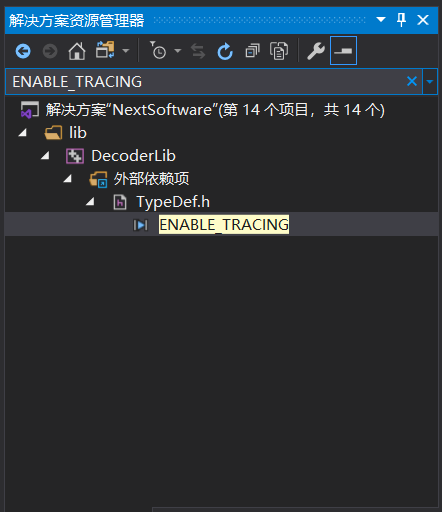 解决方案资源管理器
ENABLE_TRACING
解决方案“NextSoftware”(第 14 个项目，共 14 个)
lib
DecoderLib
外部依赖项
TypeDef.h
ENABLE_TRACING